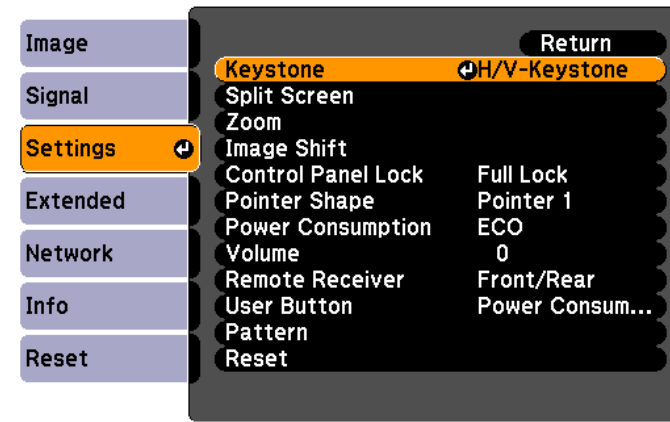 Image
Signal
Settings
Extended
Network
Info
Reset
Return
Keystone H/V-Keystone
Split Screen
Zoom
Image Shift
Control Panel Lock Full Lock
Pointer Shape Pointer 1
Power Consumption ECO
Volume 0
Remote Receiver Front/Rear
User Button Power Consum...
Pattern
Reset